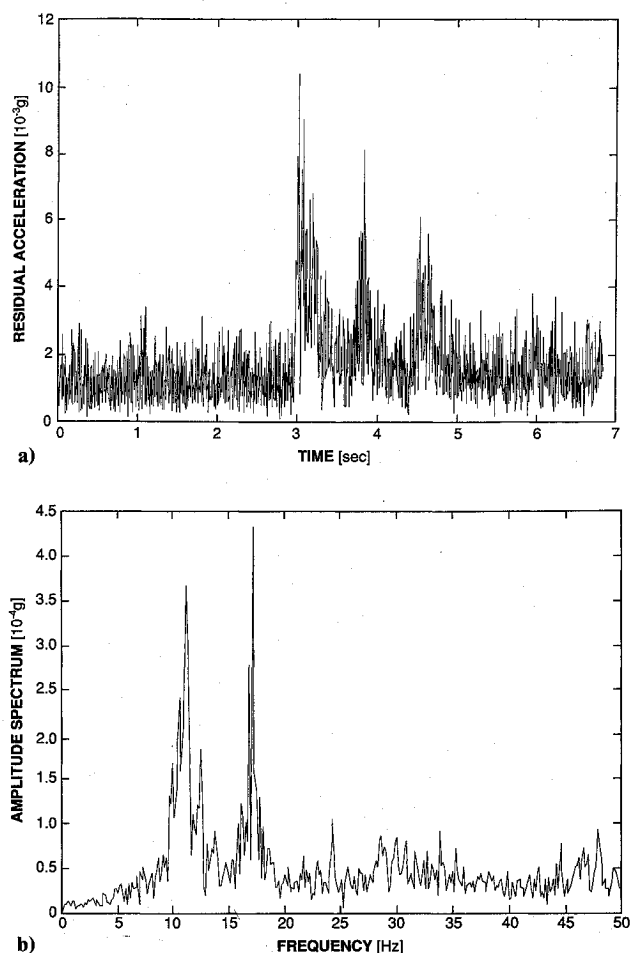 12
10
8
6
4
2
0
RESIDUAL ACCELERATION [10⁻³g]
0 1 2 3 4 5 6 7
TIME [sec]
a)
4.5
4.0
3.5
3.0
2.5
2.0
1.5
1.0
0.5
0
AMPLITUDE SPECTRUM [10⁻⁴g]
0 5 10 15 20 25 30 35 40 45 50
FREQUENCY [Hz]
b)